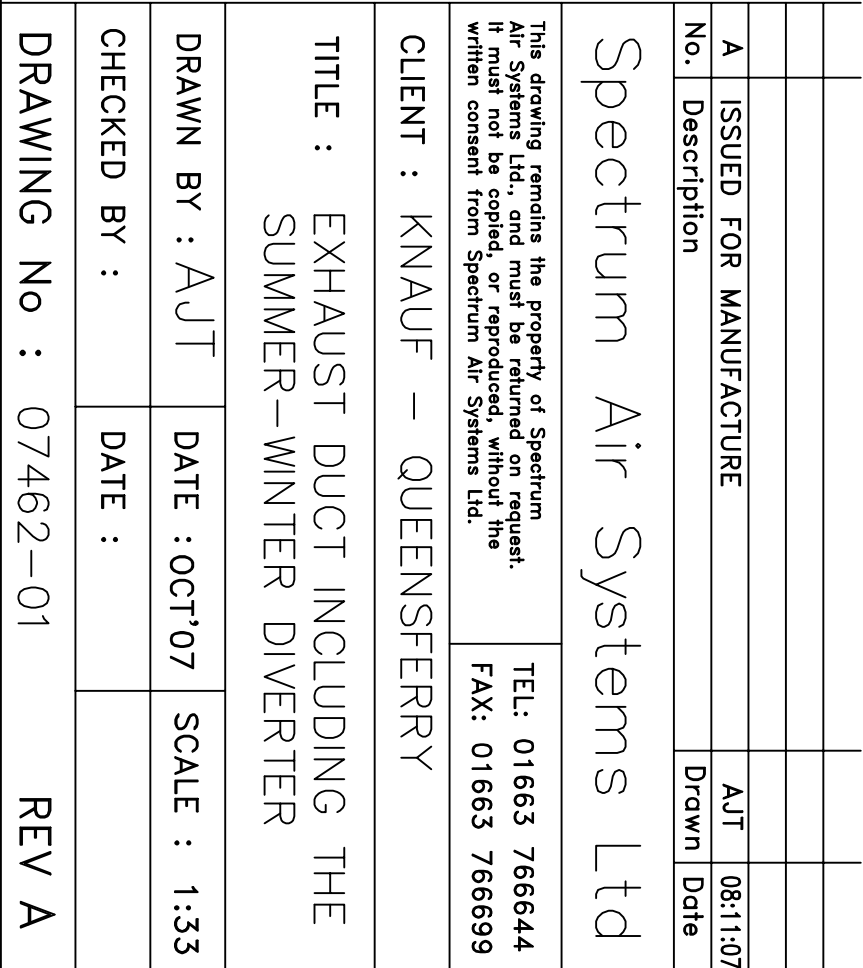 A ISSUED FOR MANUFACTURE AJT 08:11:07
No. Description Drawn Date
Spectrum Air Systems Ltd
This drawing remains the property of Spectrum
Air Systems Ltd., and must be returned on request.
It must not be copied, or reproduced, without the
written consent from Spectrum Air Systems Ltd.
TEL: 01663 766644
FAX: 01663 766699
CLIENT : KNAUF - QUEENSFERRY
TITLE : EXHAUST DUCT INCLUDING THE
SUMMER-WINTER DIVERTER
DRAWN BY : AJT DATE : OCT'07 SCALE : 1:33
CHECKED BY : DATE :
DRAWING No : 07462-01 REV A